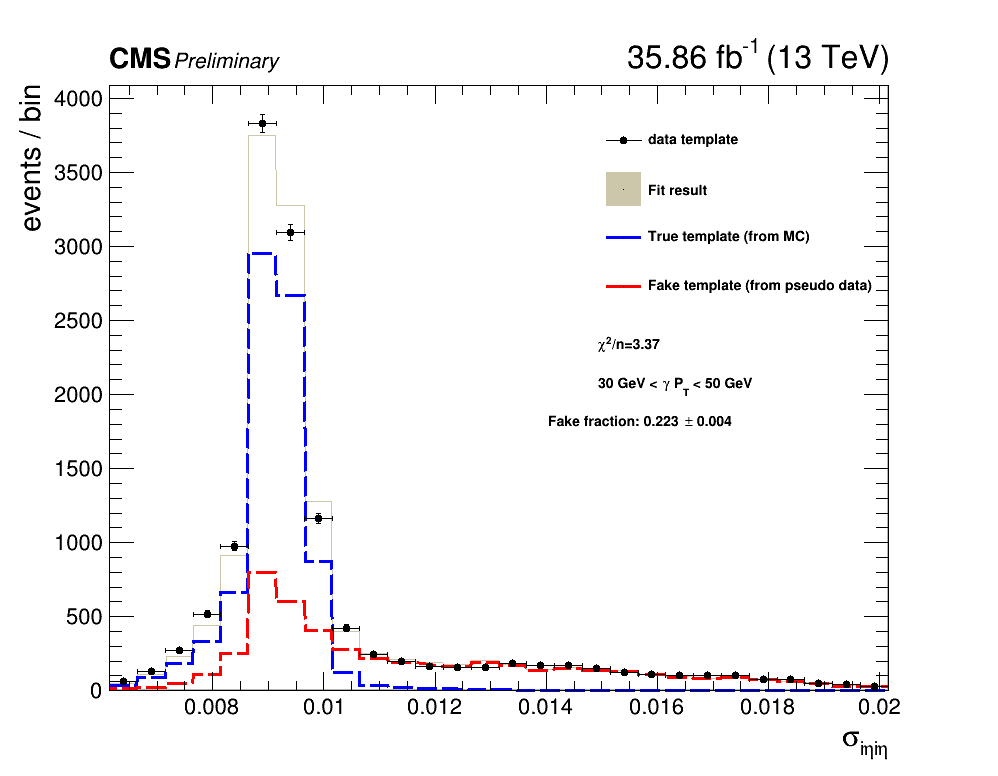 CMS Preliminary 35.86 fb⁻¹ (13 TeV)
events / bin
4000
3500
3000
2500
2000
1500
1000
500
0
data template
Fit result
True template (from MC)
Fake template (from pseudo data)
χ²/n=3.37
30 GeV < γ P_T < 50 GeV
Fake fraction: 0.223 ± 0.004
0.008 0.01 0.012 0.014 0.016 0.018 0.02
σ_iηiη